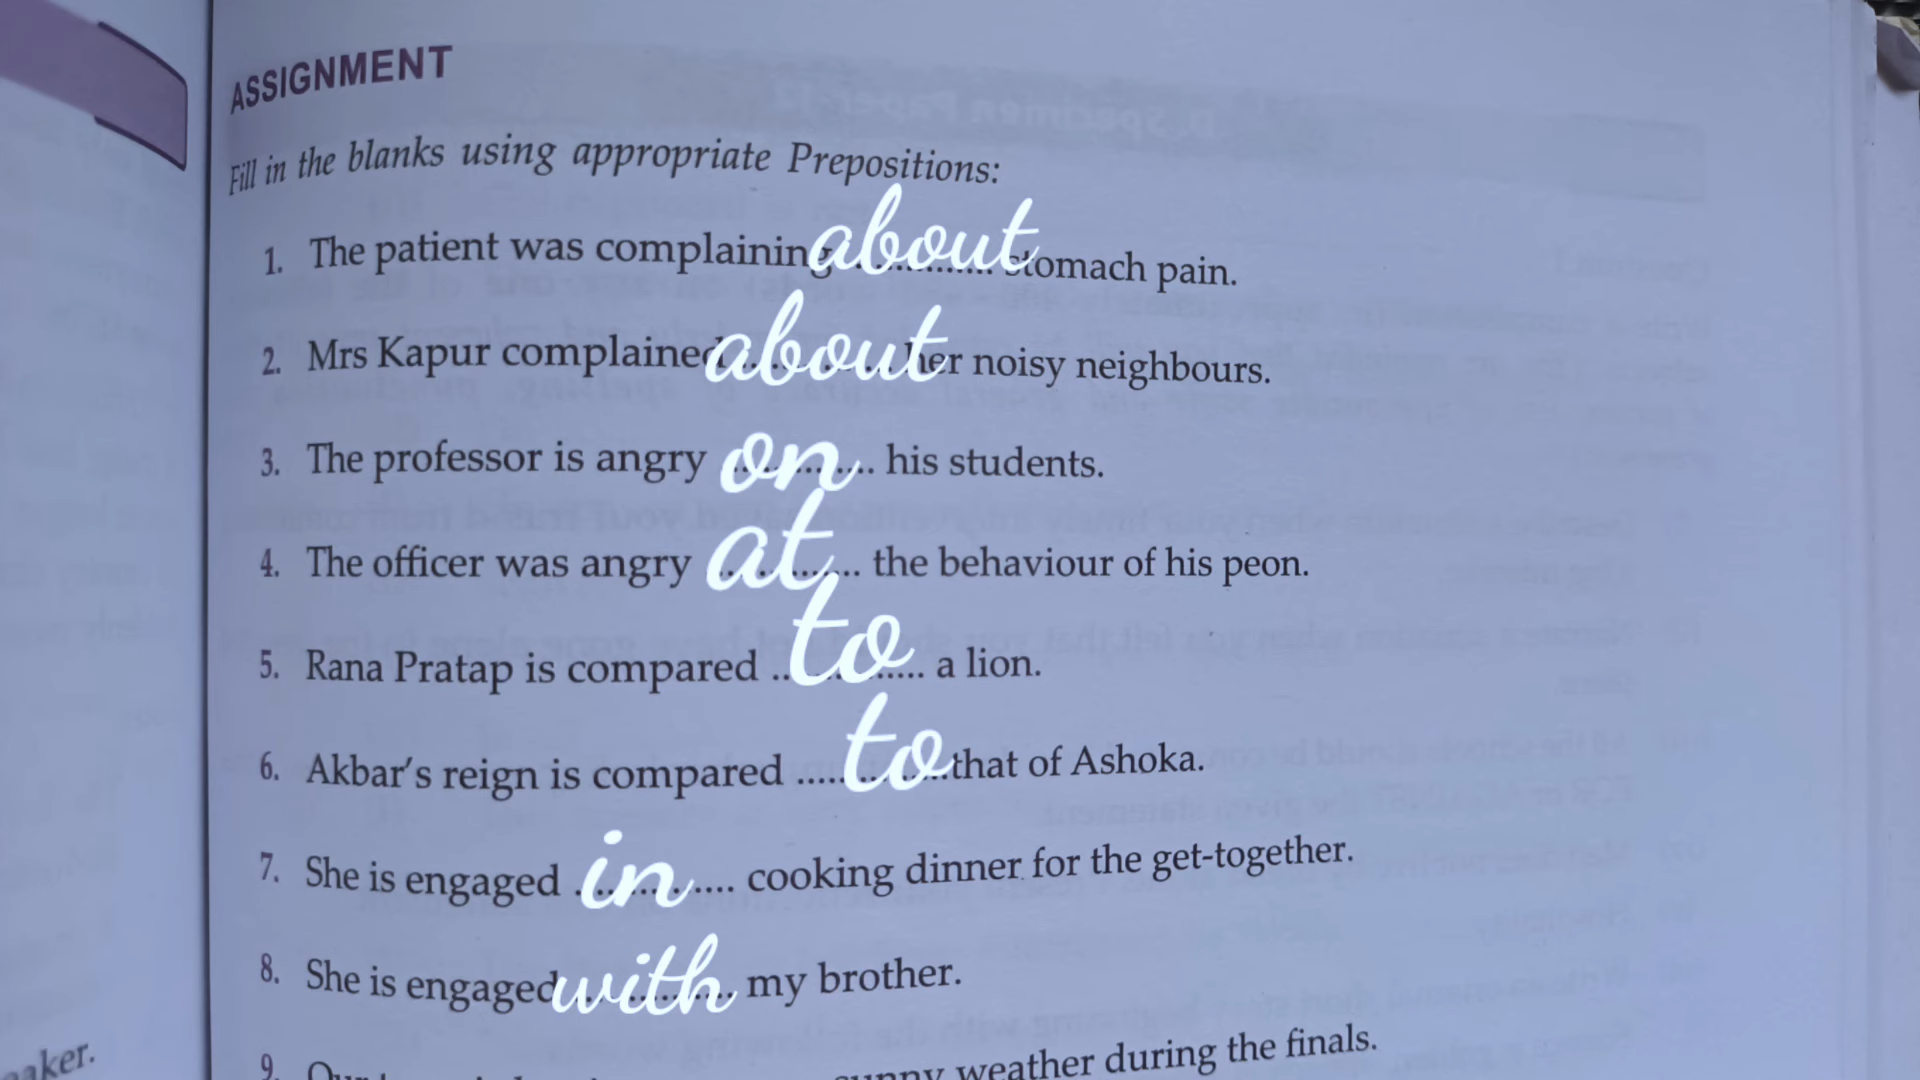 ASSIGNMENT
Fill in the blanks using appropriate Prepositions:
1. The patient was complaining about stomach pain.
2. Mrs Kapur complained about her noisy neighbours.
3. The professor is angry on his students.
4. The officer was angry at the behaviour of his peon.
5. Rana Pratap is compared to a lion.
6. Akbar's reign is compared to that of Ashoka.
7. She is engaged in cooking dinner for the get-together.
8. She is engaged with my brother.
9. sunny weather during the finals.